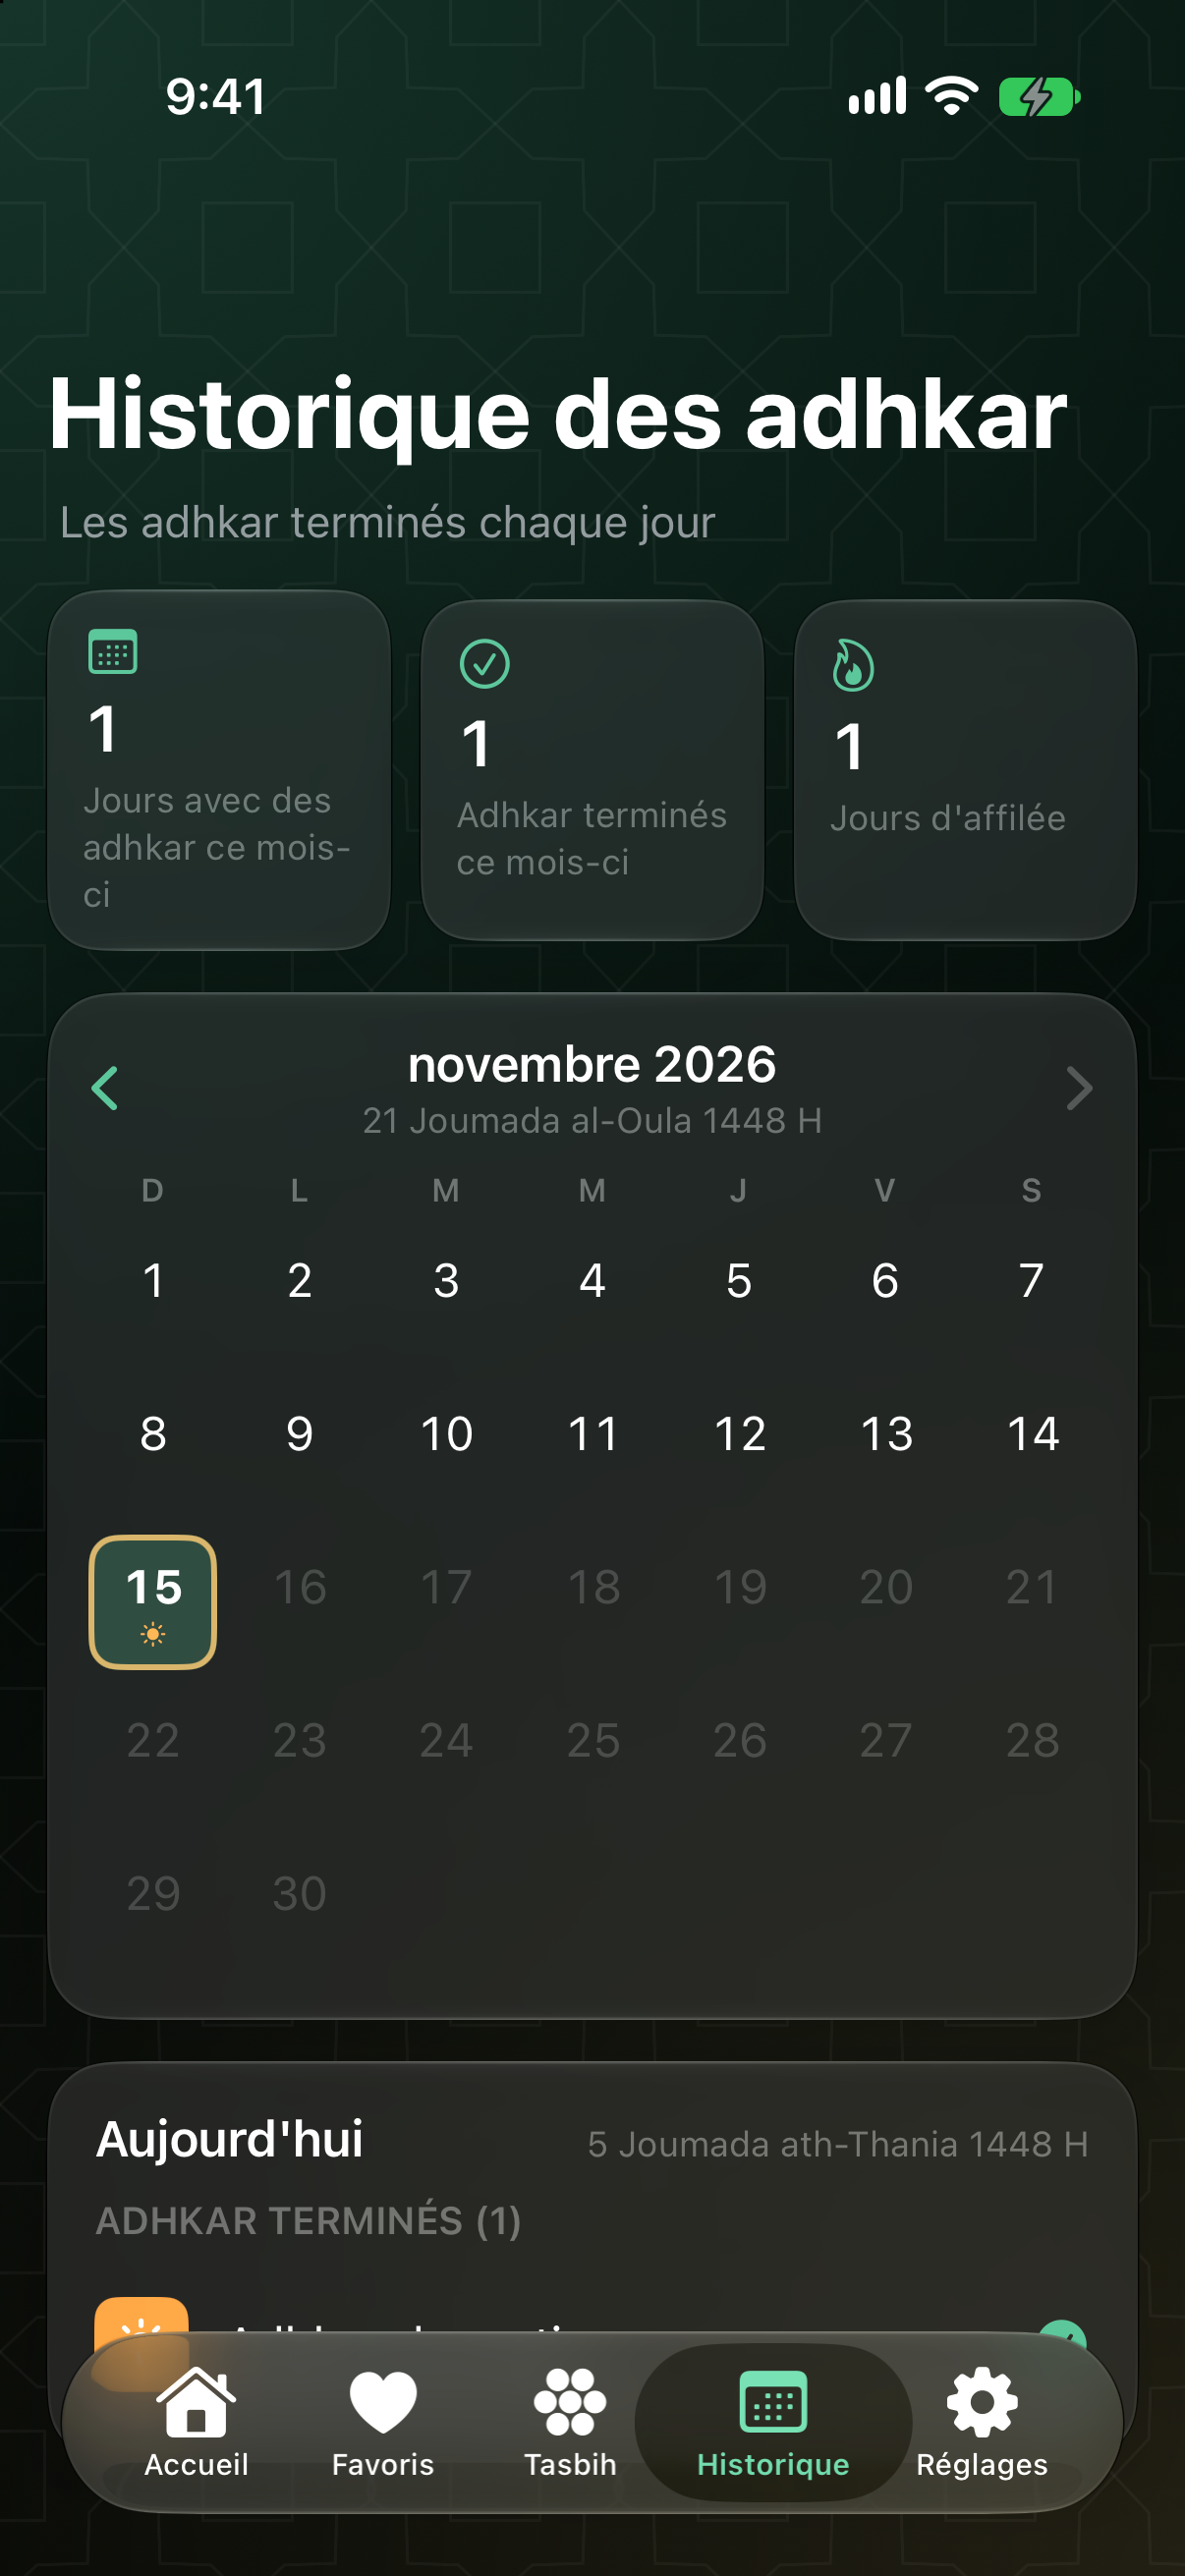 9:41
Historique des adhkar
Les adhkar terminés chaque jour
1
Jours avec des
adhkar ce mois-
ci
1
Adhkar terminés
ce mois-ci
1
Jours d'affilée
novembre 2026
21 Joumada al-Oula 1448 H
D L M M J V S
1 2 3 4 5 6 7
8 9 10 11 12 13 14
15 16 17 18 19 20 21
22 23 24 25 26 27 28
29 30
Aujourd'hui
5 Joumada ath-Thania 1448 H
ADHKAR TERMINÉS (1)
Accueil
Favoris
Tasbih
Historique
Réglages